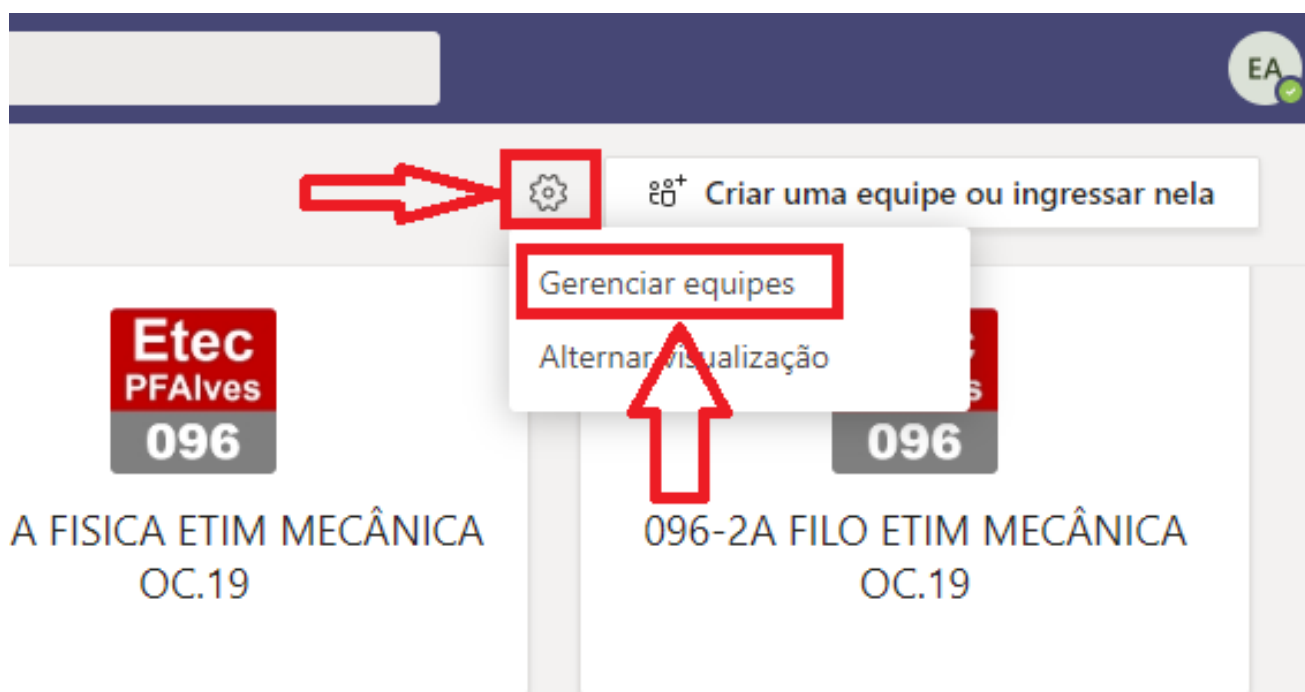 EA
Criar uma equipe ou ingressar nela
Gerenciar equipes
Alternar visualização
Etec
PFAlves
096
096
A FISICA ETIM MECÂNICA
OC.19
096-2A FILO ETIM MECÂNICA
OC.19